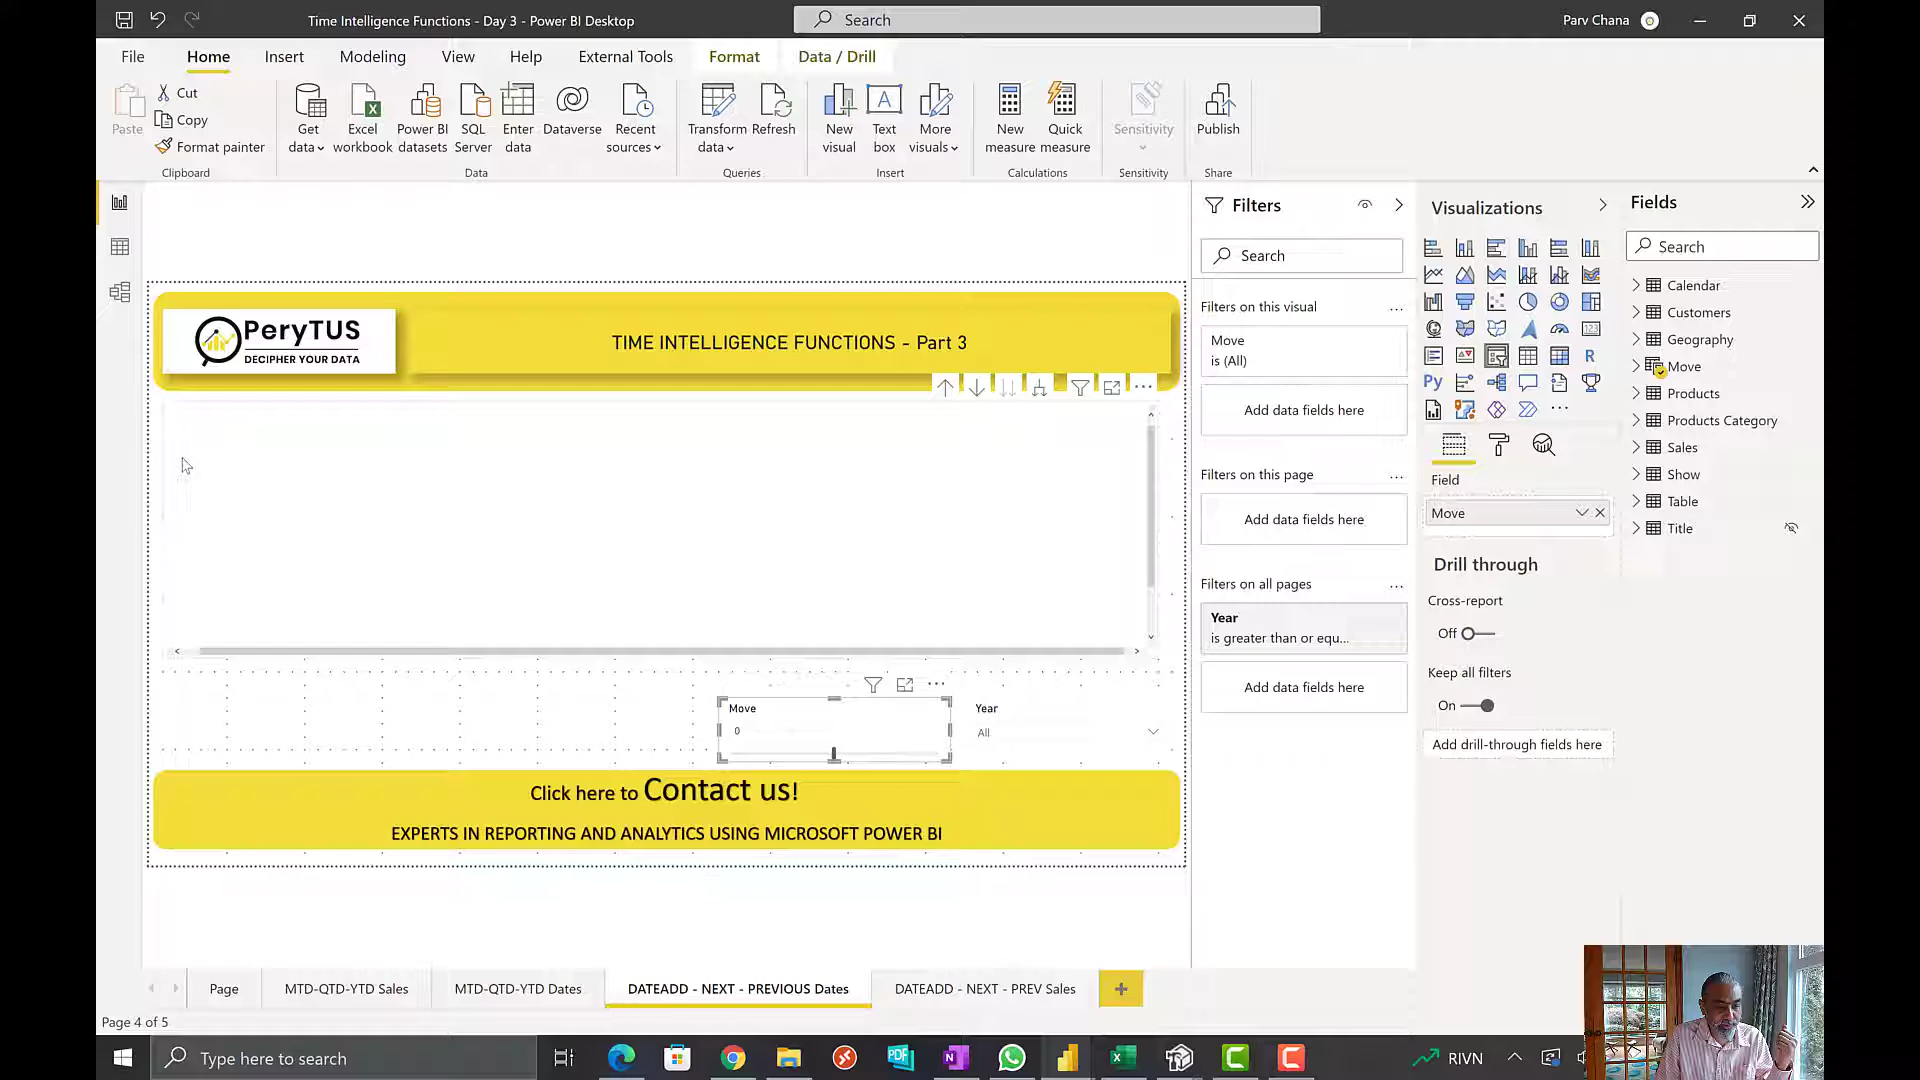 Time Intelligence Functions - Day 3 - Power BI Desktop
Search
Parv Chana
File
Home
Insert
Modeling
View
Help
External Tools
Format
Data / Drill
Paste
Cut
Copy
Format painter
Clipboard
Get data
Excel workbook
Power BI datasets
SQL Server
Enter data
Dataverse
Recent sources
Data
Transform data
Refresh
Queries
New visual
Text box
More visuals
Insert
New measure
Quick measure
Calculations
Sensitivity
Sensitivity
Publish
Share
PeryTUS
DECIPHER YOUR DATA
TIME INTELLIGENCE FUNCTIONS - Part 3
Move
0
Year
All
Click here to Contact us!
EXPERTS IN REPORTING AND ANALYTICS USING MICROSOFT POWER BI
Filters
Search
Filters on this visual
Move
is (All)
Add data fields here
Filters on this page
Add data fields here
Filters on all pages
Year
is greater than or equ...
Add data fields here
Visualizations
R
Py
Field
Move
Drill through
Cross-report
Off
Keep all filters
On
Add drill-through fields here
Fields
Search
Calendar
Customers
Geography
Move
Products
Products Category
Sales
Show
Table
Title
Page
MTD-QTD-YTD Sales
MTD-QTD-YTD Dates
DATEADD - NEXT - PREVIOUS Dates
DATEADD - NEXT - PREV Sales
Page 4 of 5
Type here to search
RIVN